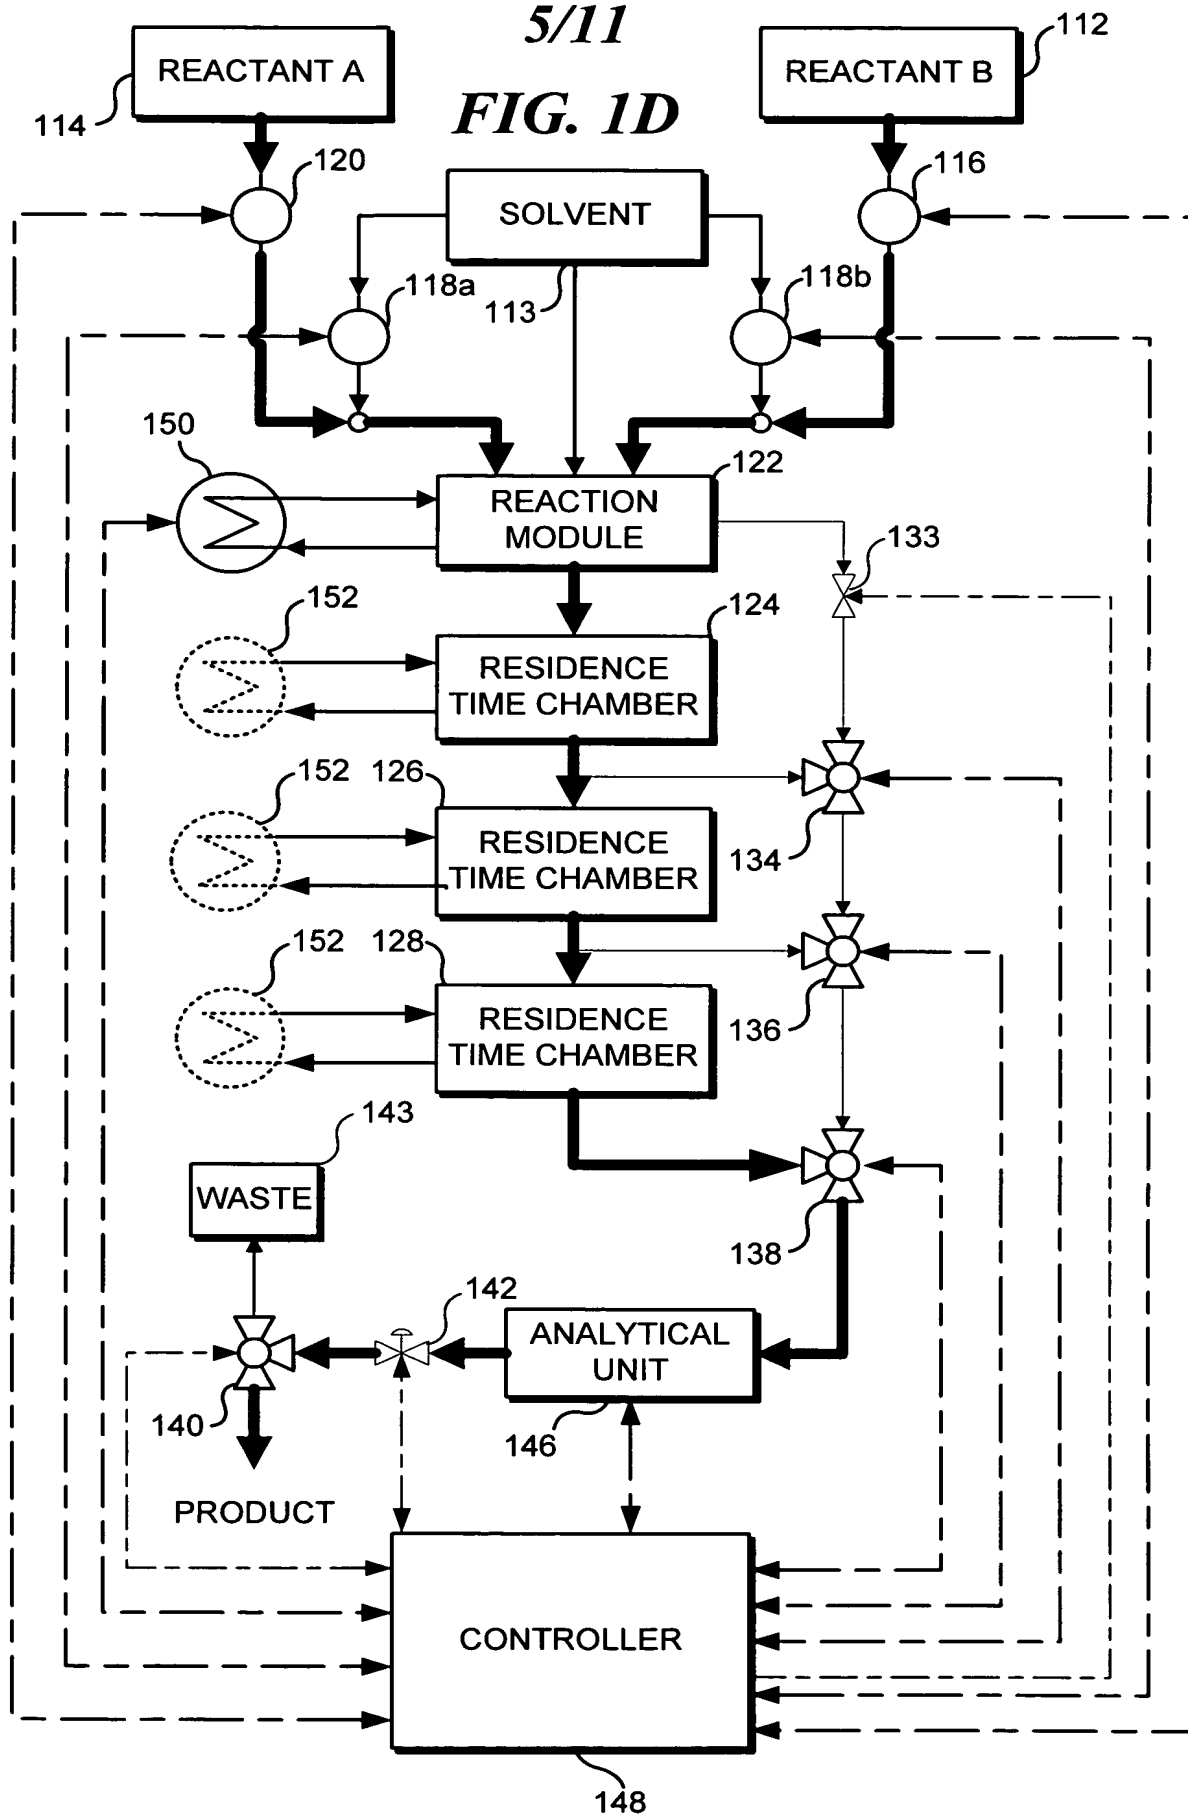 5/11
FIG. 1D
REACTANT A
REACTANT B
112
114
120
116
SOLVENT
118a
113
118b
150
122
REACTION
MODULE
133
152
124
RESIDENCE
TIME CHAMBER
152
126
RESIDENCE
TIME CHAMBER
134
152
128
RESIDENCE
TIME CHAMBER
136
143
WASTE
138
142
ANALYTICAL
UNIT
140
146
PRODUCT
CONTROLLER
148